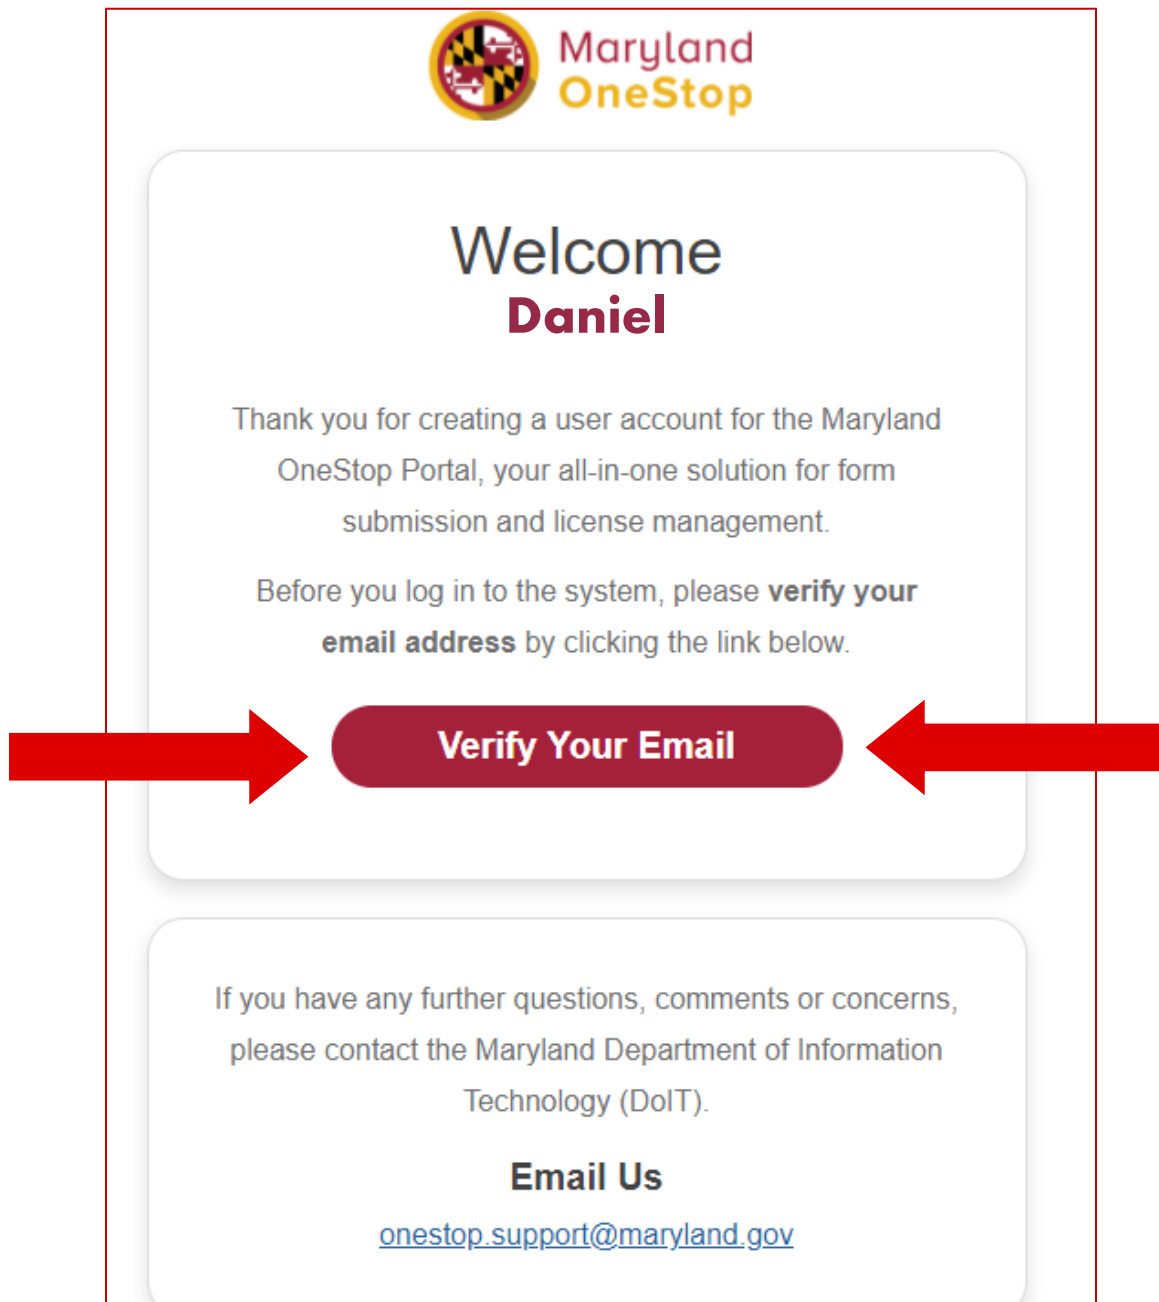 Maryland
OneStop
Welcome
Daniel
Thank you for creating a user account for the Maryland
OneStop Portal, your all-in-one solution for form
submission and license management.
Before you log in to the system, please verify your
email address by clicking the link below.
Verify Your Email
If you have any further questions, comments or concerns,
please contact the Maryland Department of Information
Technology (DoIT).
Email Us
onestop.support@maryland.gov